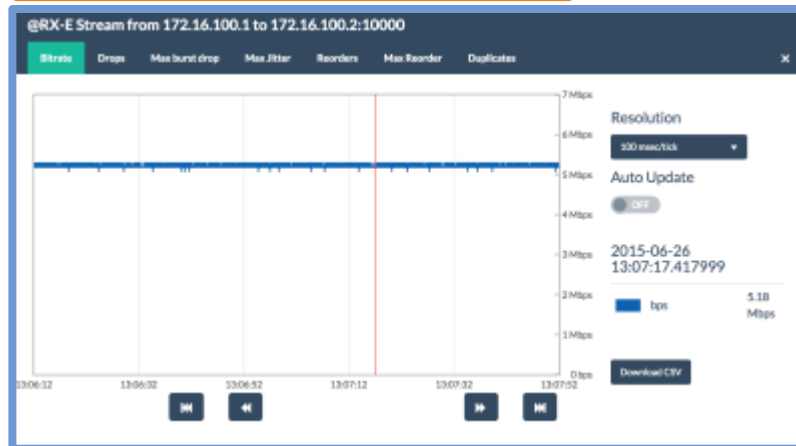 @RX-E Stream from 172.16.100.1 to 172.16.100.2:10000
Bitrate Drops Max burst drop Max Jitter Reorders Max Reorder Duplicates ×
7 Mbps
6 Mbps
5 Mbps
4 Mbps
3 Mbps
2 Mbps
1 Mbps
0 bps
13:06:12 13:06:32 13:06:52 13:07:12 13:07:32 13:07:52
Resolution
100 msec/tick
Auto Update
OFF
2015-06-26
13:07:17.417999
bps 5.18
Mbps
Download CSV